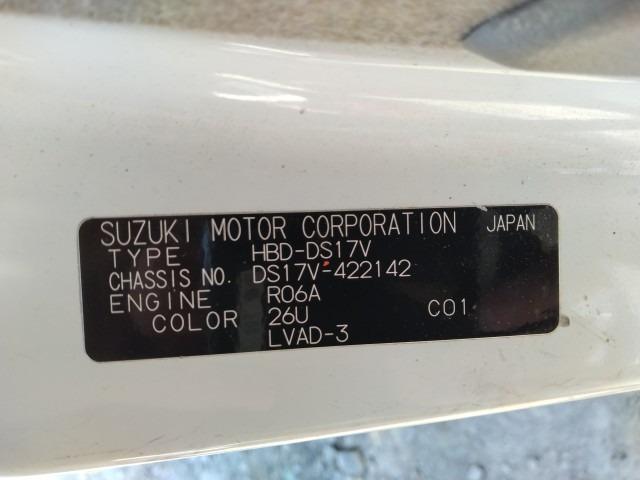 SUZUKI MOTOR CORPORATION JAPAN
TYPE HBD-DS17V
CHASSIS NO. DS17V-422142
ENGINE R06A
COLOR 26U C01
LVAD-3